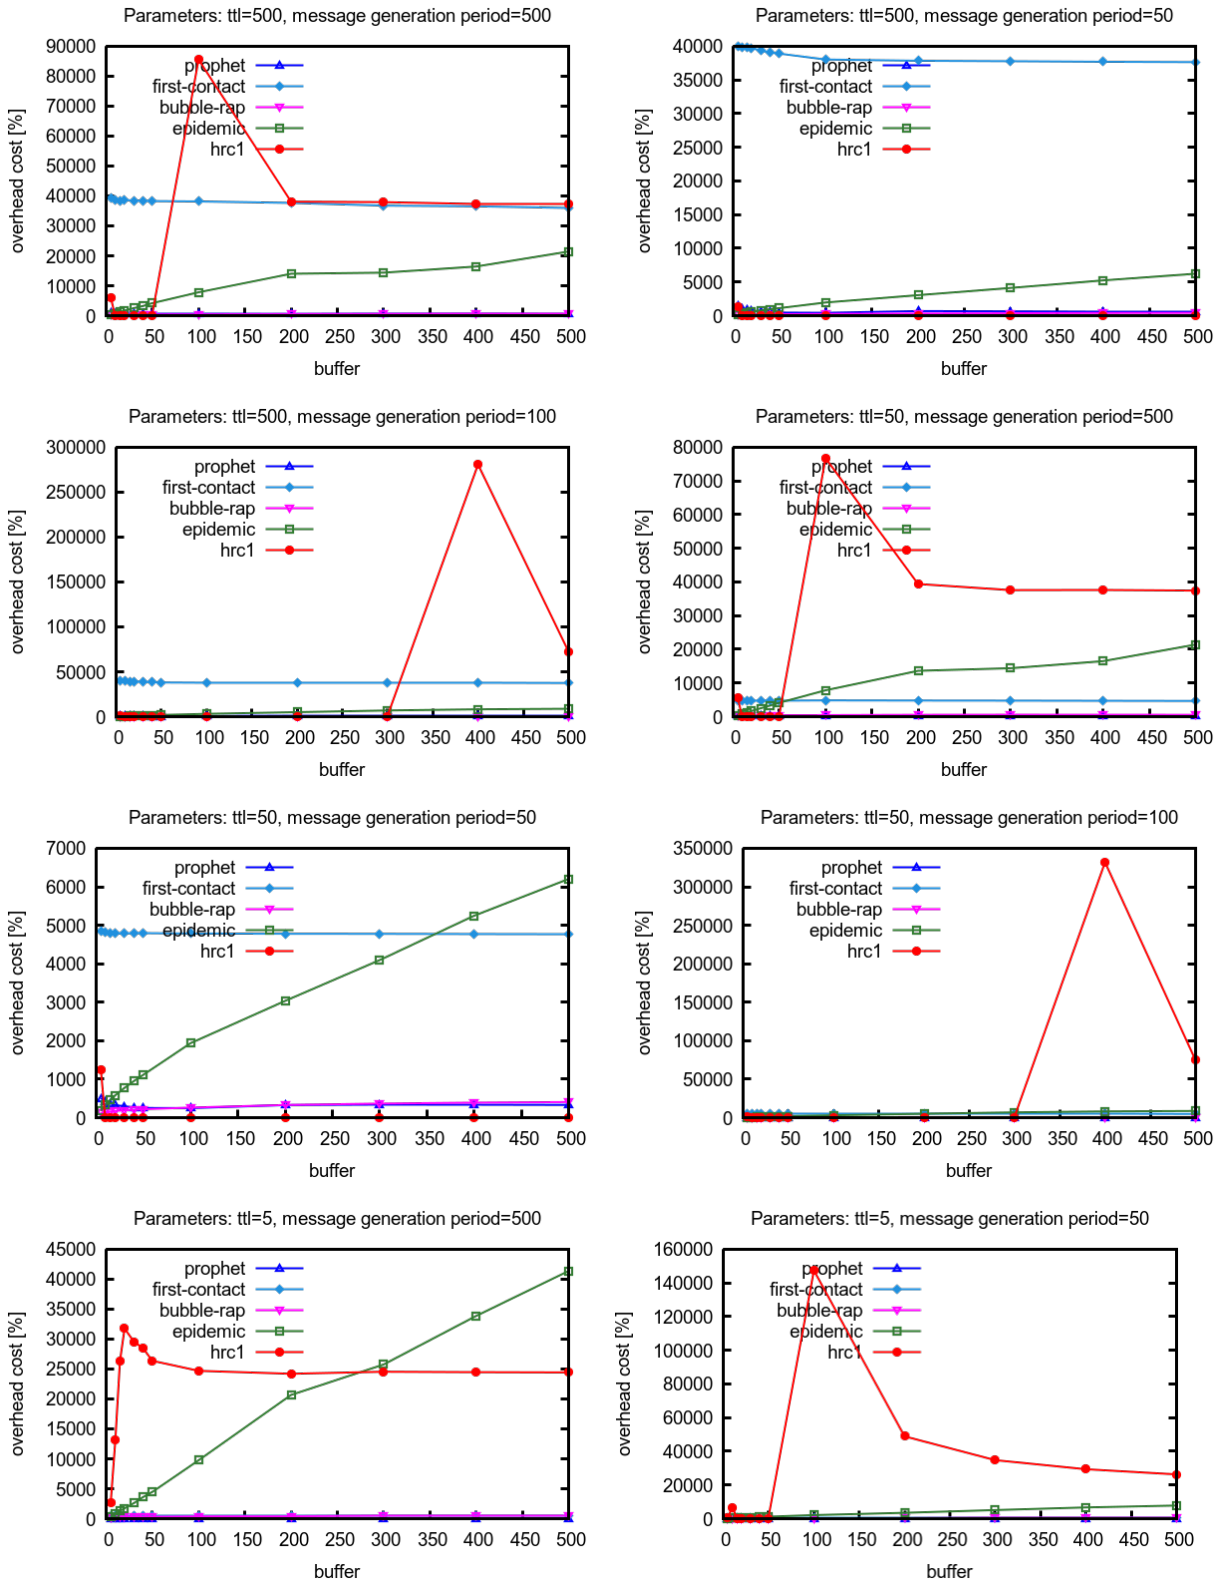 Parameters: ttl=500, message generation period=500
overhead cost [%]
90000
80000
70000
60000
50000
40000
30000
20000
10000
0
prophet
first-contact
bubble-rap
epidemic
hrc1
0 50 100 150 200 250 300 350 400 450 500
buffer
Parameters: ttl=500, message generation period=50
overhead cost [%]
40000
35000
30000
25000
20000
15000
10000
5000
0
prophet
first-contact
bubble-rap
epidemic
hrc1
0 50 100 150 200 250 300 350 400 450 500
buffer
Parameters: ttl=500, message generation period=100
overhead cost [%]
300000
250000
200000
150000
100000
50000
0
prophet
first-contact
bubble-rap
epidemic
hrc1
0 50 100 150 200 250 300 350 400 450 500
buffer
Parameters: ttl=50, message generation period=500
overhead cost [%]
80000
70000
60000
50000
40000
30000
20000
10000
0
prophet
first-contact
bubble-rap
epidemic
hrc1
0 50 100 150 200 250 300 350 400 450 500
buffer
Parameters: ttl=50, message generation period=50
overhead cost [%]
7000
6000
5000
4000
3000
2000
1000
0
prophet
first-contact
bubble-rap
epidemic
hrc1
0 50 100 150 200 250 300 350 400 450 500
buffer
Parameters: ttl=50, message generation period=100
overhead cost [%]
350000
300000
250000
200000
150000
100000
50000
0
prophet
first-contact
bubble-rap
epidemic
hrc1
0 50 100 150 200 250 300 350 400 450 500
buffer
Parameters: ttl=5, message generation period=500
overhead cost [%]
45000
40000
35000
30000
25000
20000
15000
10000
5000
0
prophet
first-contact
bubble-rap
epidemic
hrc1
0 50 100 150 200 250 300 350 400 450 500
buffer
Parameters: ttl=5, message generation period=50
overhead cost [%]
160000
140000
120000
100000
80000
60000
40000
20000
0
prophet
first-contact
bubble-rap
epidemic
hrc1
0 50 100 150 200 250 300 350 400 450 500
buffer